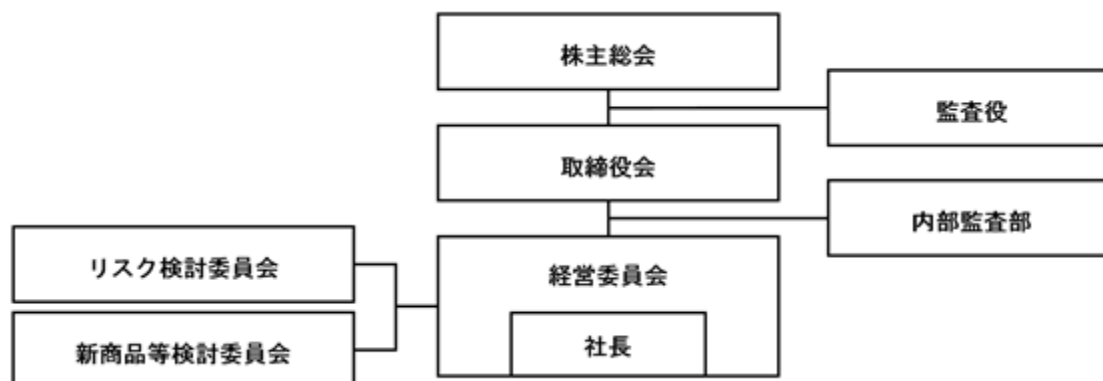 株主総会
監査役
取締役会
内部監査部
リスク検討委員会
経営委員会
社長
新商品等検討委員会